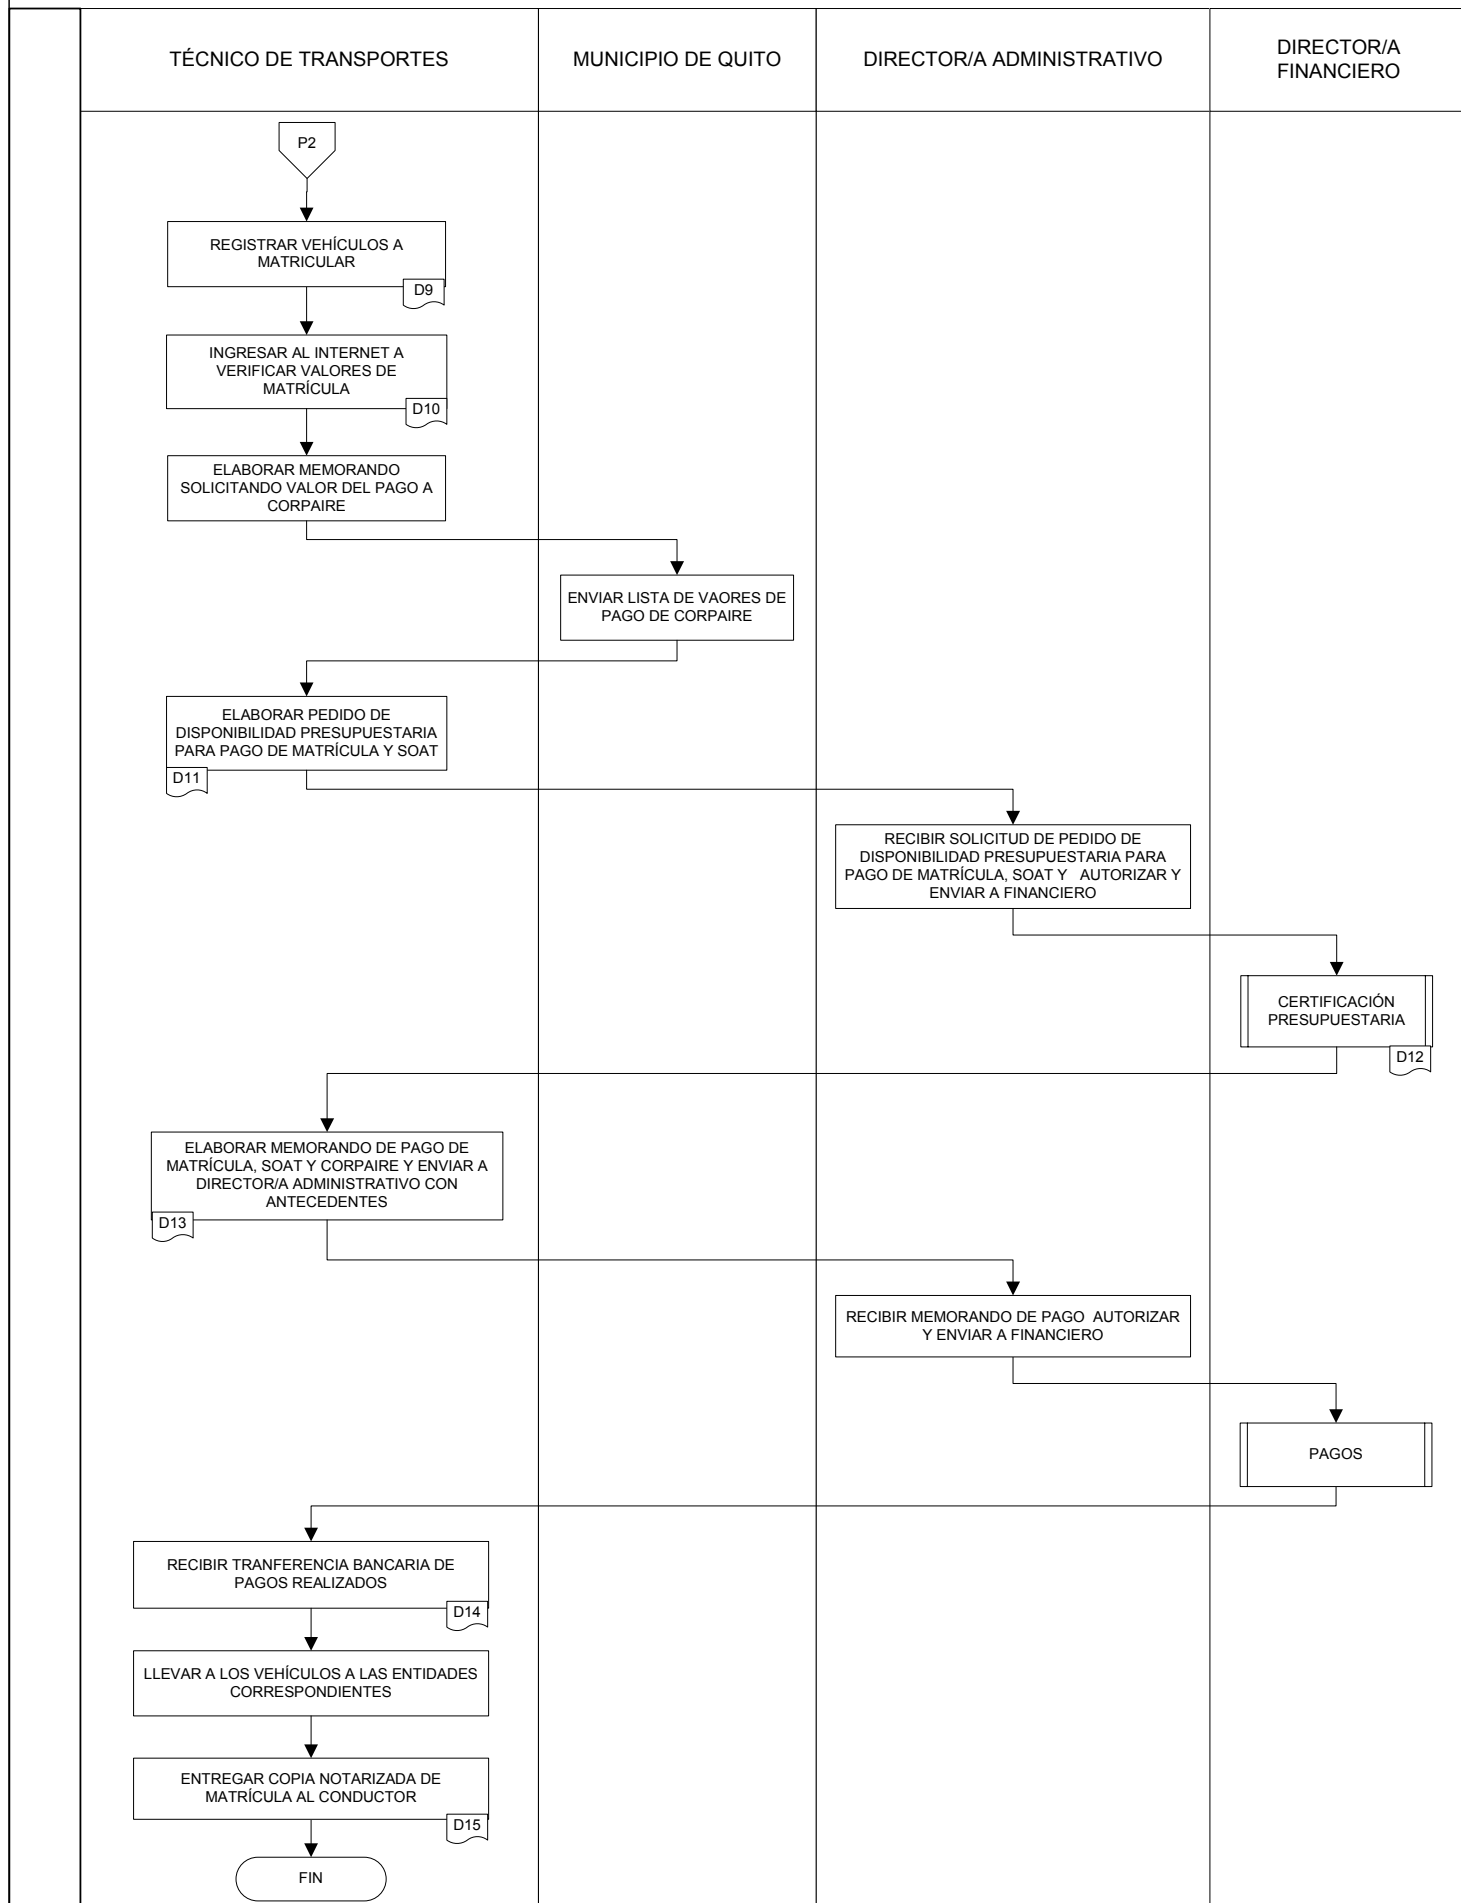 TÉCNICO DE TRANSPORTES
MUNICIPIO DE QUITO
DIRECTOR/A ADMINISTRATIVO
DIRECTOR/A
FINANCIERO
P2
REGISTRAR VEHÍCULOS A
MATRICULAR
D9
INGRESAR AL INTERNET A
VERIFICAR VALORES DE
MATRÍCULA
D10
ELABORAR MEMORANDO
SOLICITANDO VALOR DEL PAGO A
CORPAIRE
ENVIAR LISTA DE VAORES DE
PAGO DE CORPAIRE
ELABORAR PEDIDO DE
DISPONIBILIDAD PRESUPUESTARIA
PARA PAGO DE MATRÍCULA Y SOAT
D11
RECIBIR SOLICITUD DE PEDIDO DE
DISPONIBILIDAD PRESUPUESTARIA PARA
PAGO DE MATRÍCULA, SOAT Y AUTORIZAR Y
ENVIAR A FINANCIERO
CERTIFICACIÓN
PRESUPUESTARIA
D12
ELABORAR MEMORANDO DE PAGO DE
MATRÍCULA, SOAT Y CORPAIRE Y ENVIAR A
DIRECTOR/A ADMINISTRATIVO CON
ANTECEDENTES
D13
RECIBIR MEMORANDO DE PAGO AUTORIZAR
Y ENVIAR A FINANCIERO
PAGOS
RECIBIR TRANFERENCIA BANCARIA DE
PAGOS REALIZADOS
D14
LLEVAR A LOS VEHÍCULOS A LAS ENTIDADES
CORRESPONDIENTES
ENTREGAR COPIA NOTARIZADA DE
MATRÍCULA AL CONDUCTOR
D15
FIN